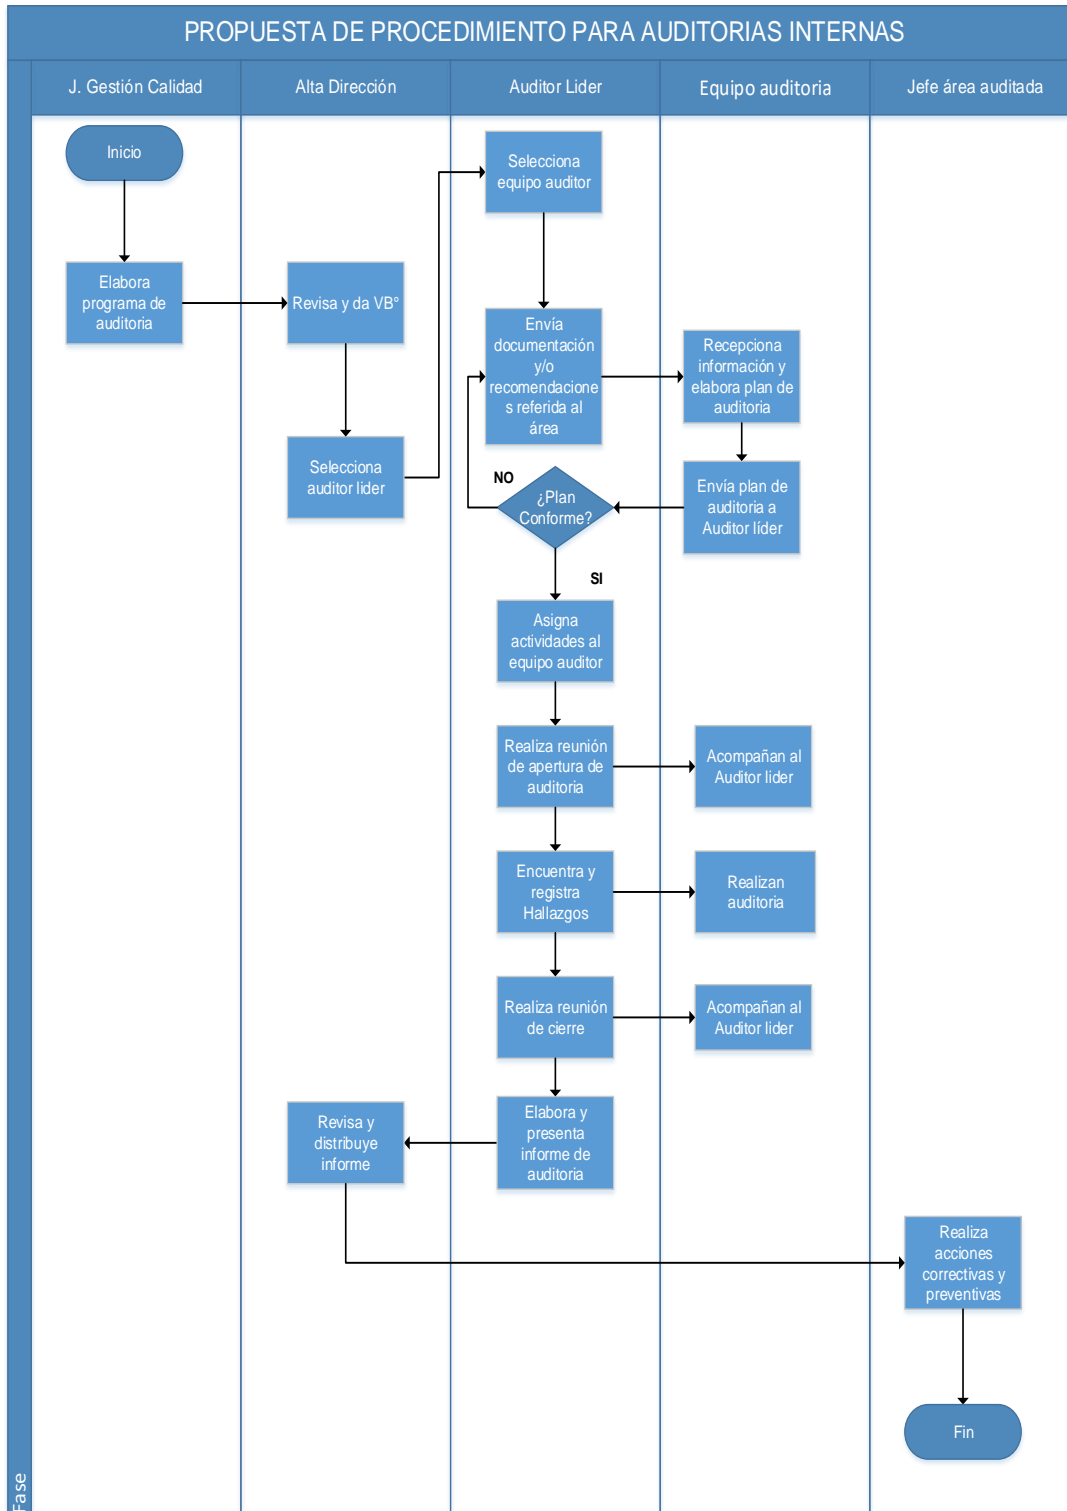 PROPUESTA DE PROCEDIMIENTO PARA AUDITORIAS INTERNAS
J. Gestión Calidad
Alta Dirección
Auditor Lider
Equipo auditoria
Jefe área auditada
Inicio
Selecciona
equipo auditor
Elabora
programa de
auditoria
Revisa y da VB°
Envía
documentación
y/o
recomendacione
s referida al
área
Recepciona
información y
elabora plan de
auditoria
Selecciona
auditor lider
NO
¿Plan
Conforme?
Envía plan de
auditoria a
Auditor líder
SI
Asigna
actividades al
equipo auditor
Realiza reunión
de apertura de
auditoria
Acompañan al
Auditor lider
Encuentra y
registra
Hallazgos
Realizan
auditoria
Realiza reunión
de cierre
Acompañan al
Auditor lider
Elabora y
presenta
informe de
auditoria
Revisa y
distribuye
informe
Realiza
acciones
correctivas y
preventivas
Fin
Fase